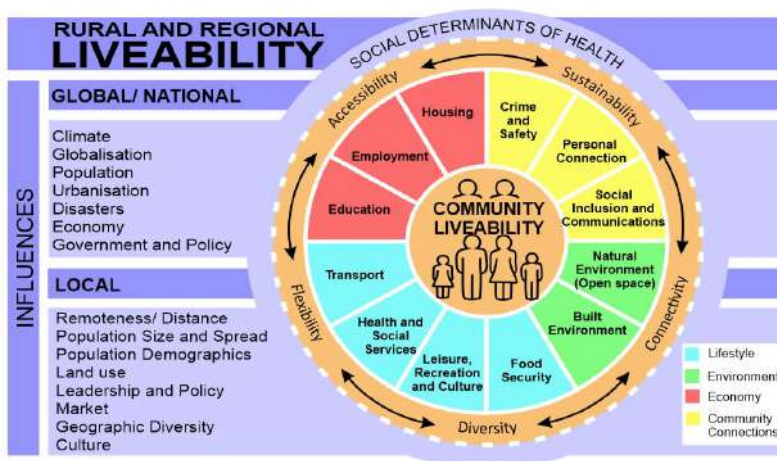 RURAL AND REGIONAL
LIVEABILITY
SOCIAL DETERMINANTS OF HEALTH
INFLUENCES
GLOBAL/ NATIONAL
Climate
Globalisation
Population
Urbanisation
Disasters
Economy
Government and Policy
LOCAL
Remoteness/ Distance
Population Size and Spread
Population Demographics
Land use
Leadership and Policy
Market
Geographic Diversity
Culture
Accessibility
Sustainability
Connectivity
Diversity
Flexibility
Housing
Crime
and
Safety
Personal
Connection
Social
Inclusion and
Communications
Natural
Environment
(Open space)
Built
Environment
Food
Security
Leisure,
Recreation
and Culture
Health and
Social
Services
Transport
Education
Employment
COMMUNITY
LIVEABILITY
Lifestyle
Environment
Economy
Community
Connections